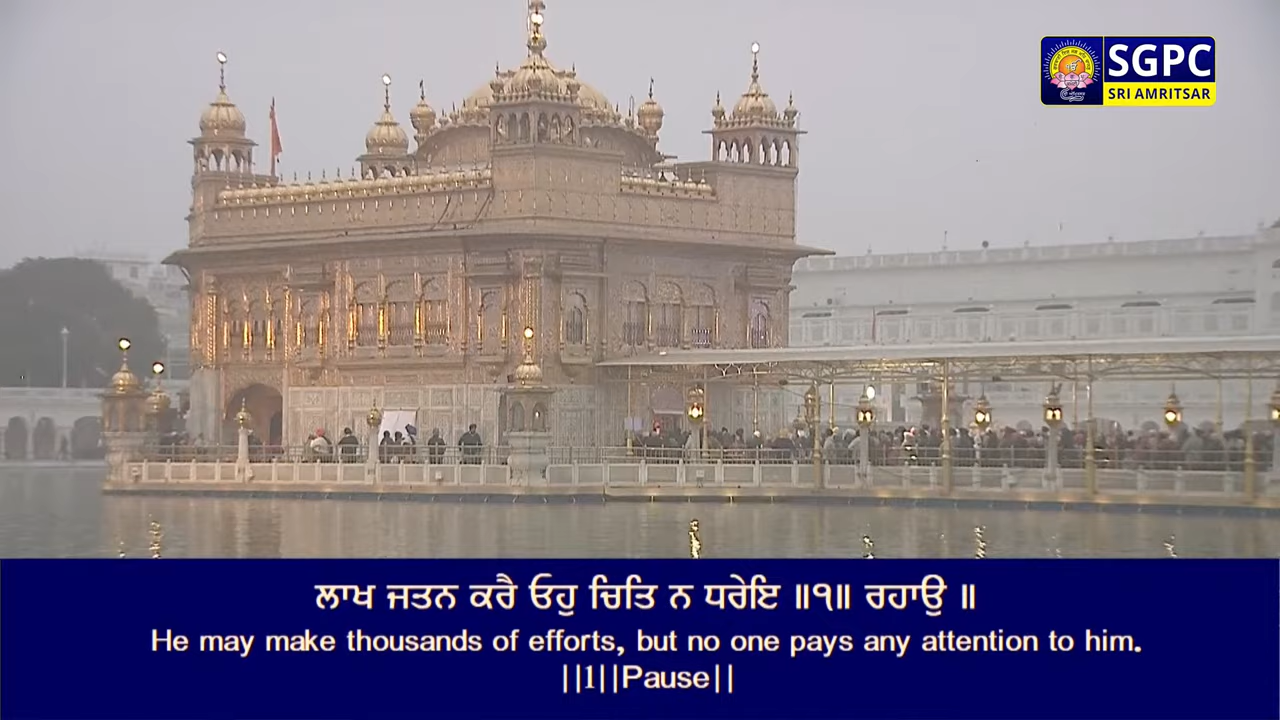 SGPC
SRI AMRITSAR
ਲਾਖ ਜਤਨ ਕਰੈ ਓਹੁ ਚਿਤਿ ਨ ਧਰੇਇ ॥੧॥ ਰਹਾਉ ॥
He may make thousands of efforts, but no one pays any attention to him.
||1||Pause||